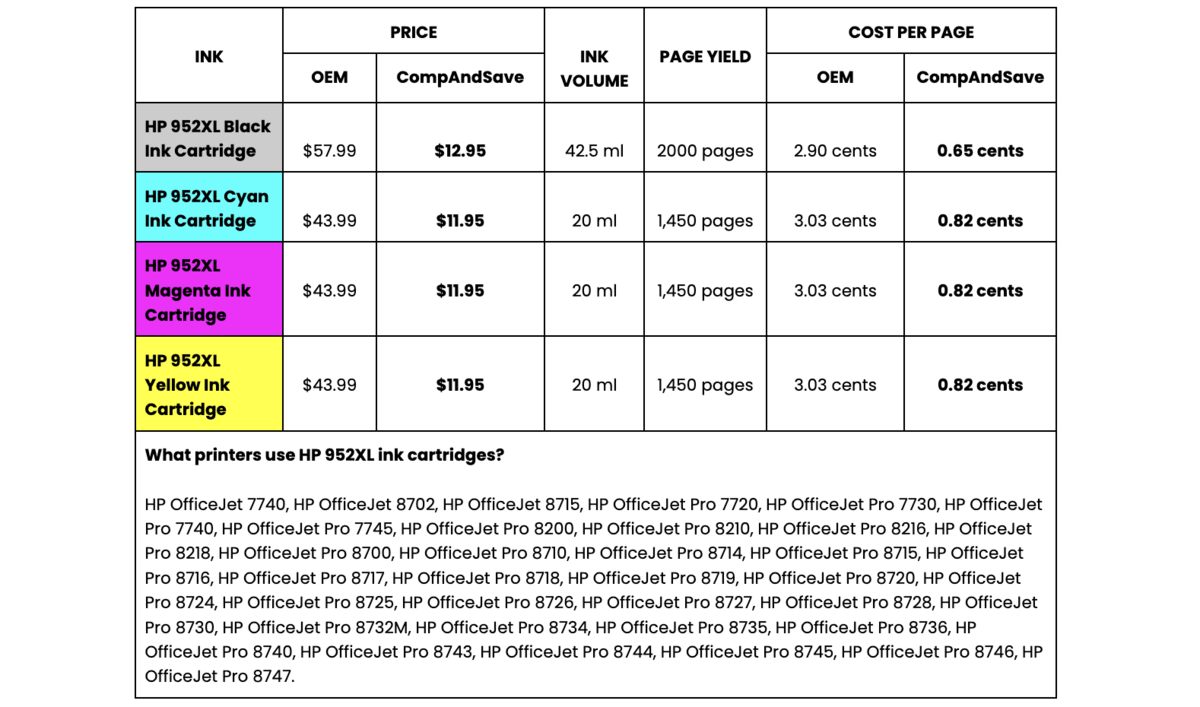 INK
PRICE
INK
VOLUME
PAGE YIELD
COST PER PAGE
OEM
CompAndSave
OEM
CompAndSave
HP 952XL Black
Ink Cartridge
$57.99
$12.95
42.5 ml
2000 pages
2.90 cents
0.65 cents
HP 952XL Cyan
Ink Cartridge
$43.99
$11.95
20 ml
1,450 pages
3.03 cents
0.82 cents
HP 952XL
Magenta Ink
Cartridge
$43.99
$11.95
20 ml
1,450 pages
3.03 cents
0.82 cents
HP 952XL
Yellow Ink
Cartridge
$43.99
$11.95
20 ml
1,450 pages
3.03 cents
0.82 cents
What printers use HP 952XL ink cartridges?
HP OfficeJet 7740, HP OfficeJet 8702, HP OfficeJet 8715, HP OfficeJet Pro 7720, HP OfficeJet Pro 7730, HP OfficeJet
Pro 7740, HP OfficeJet Pro 7745, HP OfficeJet Pro 8200, HP OfficeJet Pro 8210, HP OfficeJet Pro 8216, HP OfficeJet
Pro 8218, HP OfficeJet Pro 8700, HP OfficeJet Pro 8710, HP OfficeJet Pro 8714, HP OfficeJet Pro 8715, HP OfficeJet
Pro 8716, HP OfficeJet Pro 8717, HP OfficeJet Pro 8718, HP OfficeJet Pro 8719, HP OfficeJet Pro 8720, HP OfficeJet
Pro 8724, HP OfficeJet Pro 8725, HP OfficeJet Pro 8726, HP OfficeJet Pro 8727, HP OfficeJet Pro 8728, HP OfficeJet
Pro 8730, HP OfficeJet Pro 8732M, HP OfficeJet Pro 8734, HP OfficeJet Pro 8735, HP OfficeJet Pro 8736, HP
OfficeJet Pro 8740, HP OfficeJet Pro 8743, HP OfficeJet Pro 8744, HP OfficeJet Pro 8745, HP OfficeJet Pro 8746, HP
OfficeJet Pro 8747.